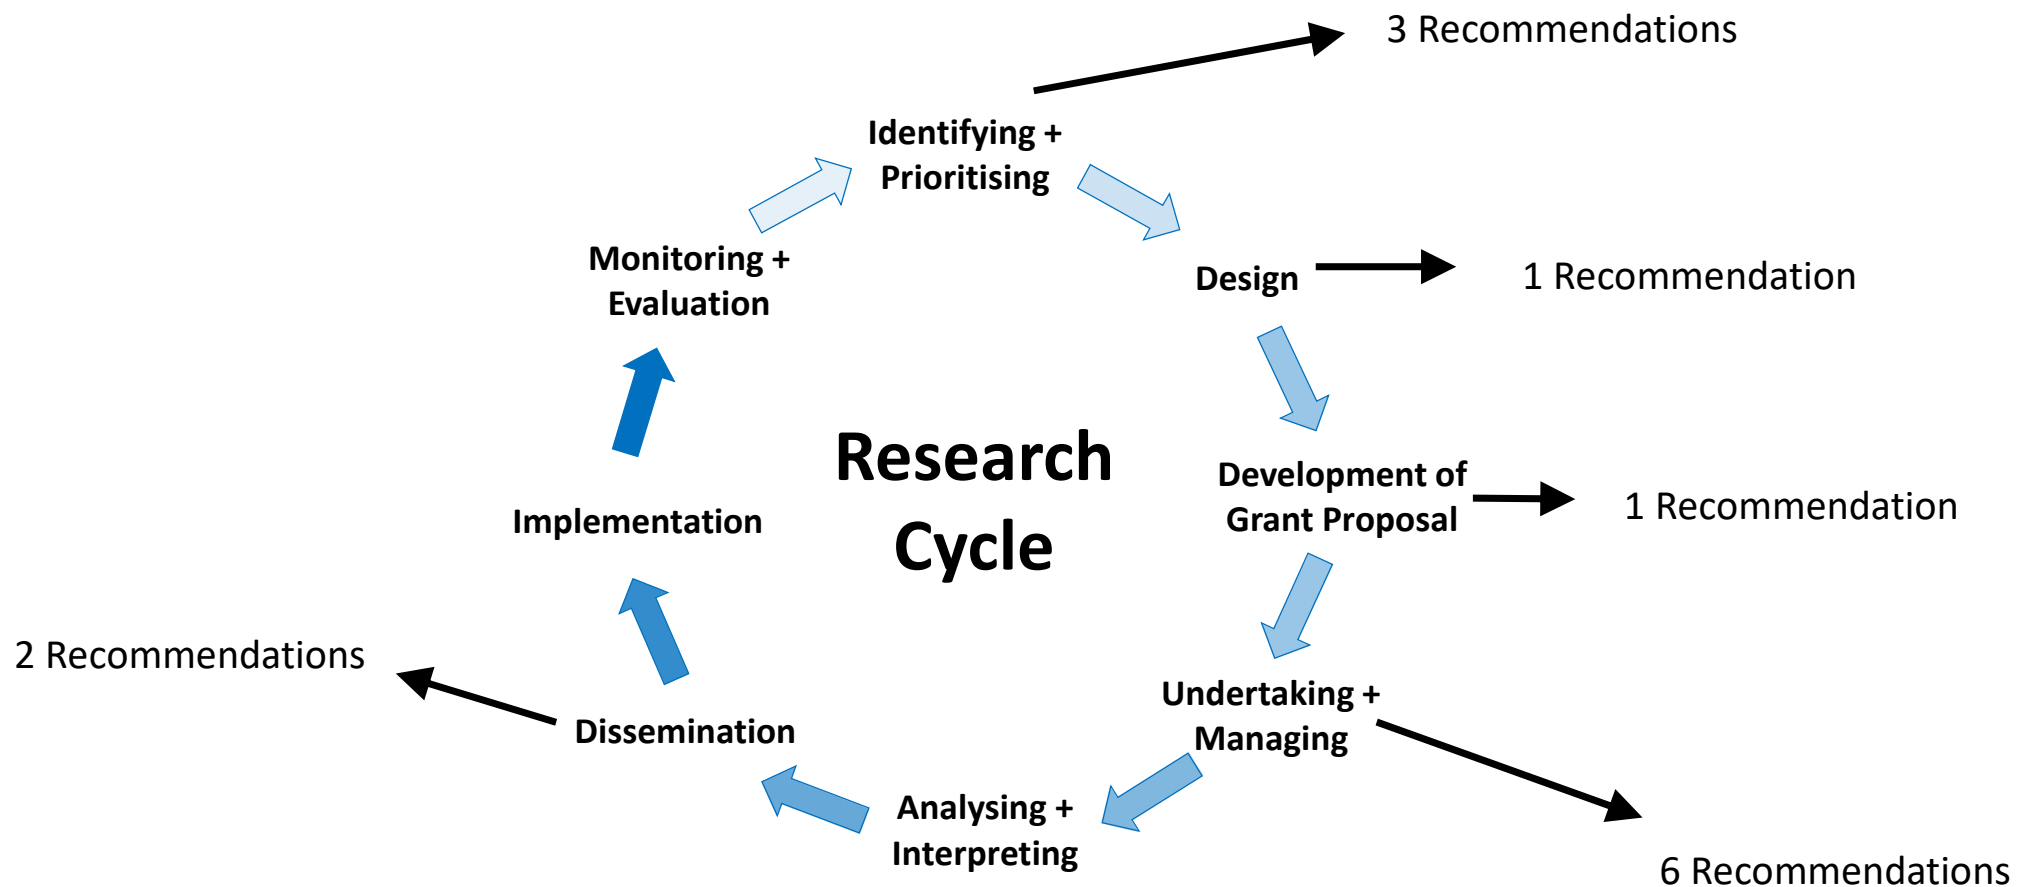 3 Recommendations
Identifying +
Prioritising
Monitoring +
Evaluation
Design
1 Recommendation
Research
Cycle
Development of
Grant Proposal
1 Recommendation
Implementation
2 Recommendations
Undertaking +
Managing
Dissemination
Analysing +
Interpreting
6 Recommendations